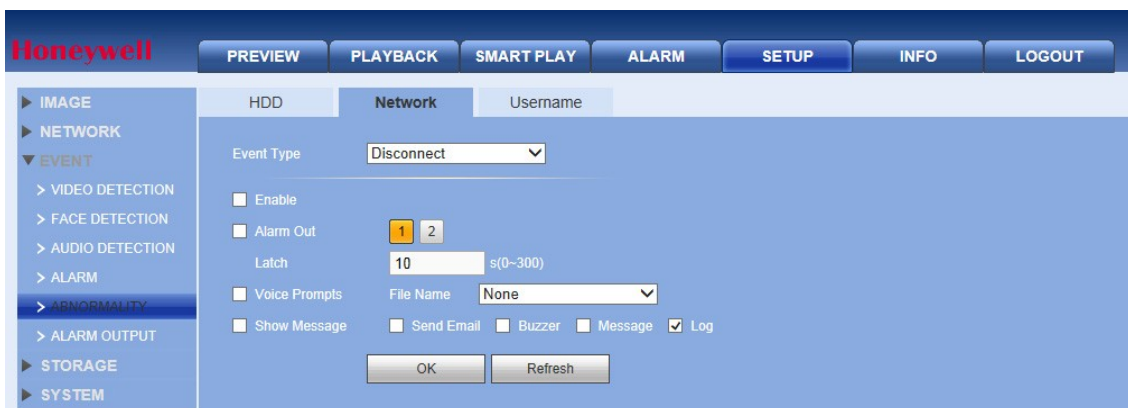 Honeywell
PREVIEW PLAYBACK SMART PLAY ALARM SETUP INFO LOGOUT
IMAGE
NETWORK
EVENT
> VIDEO DETECTION
> FACE DETECTION
> AUDIO DETECTION
> ALARM
> ABNORMALITY
> ALARM OUTPUT
STORAGE
SYSTEM
HDD Network Username
Event Type Disconnect
Enable
Alarm Out 1 2
Latch 10 s(0~300)
Voice Prompts File Name None
Show Message Send Email Buzzer Message Log
OK Refresh